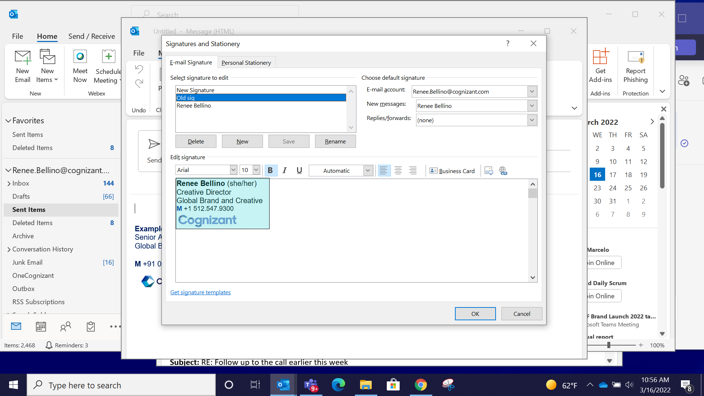 Search
Untitled - Message (HTML)
File Home Send / Receive
File
New Email
New Items
Meet Now
Schedule Meeting
New
Webex
Undo
Get Add-ins
Report Phishing
Add-ins
Protection
Favorites
Sent Items
Deleted Items 8
Renee.Bellino@cognizant....
Inbox 144
Drafts [66]
Sent Items
Deleted Items 8
Archive
Conversation History
Junk Email [16]
OneCognizant
Outbox
RSS Subscriptions
Items: 2,468 Reminders: 3
Send
M +91 0
Signatures and Stationery
?
E-mail Signature Personal Stationery
Select signature to edit
New Signature
Old sig
Renee Bellino
Delete New Save Rename
Choose default signature
E-mail account: Renee.Bellino@cognizant.com
New messages: Renee Bellino
Replies/forwards: (none)
Edit signature
Arial 10 B I U Automatic Business Card
Renee Bellino (she/her)
Creative Director
Global Brand and Creative
M +1 512.547.9300
Cognizant
Get signature templates
OK Cancel
Subject: RE: Follow up to the call earlier this week
2022
WE TH FR SA
2 3 4 5
9 10 11 12
16 17 18 19
23 24 25 26
30 31 1 2
6 7 8 9
Marcelo
Online
Daily Scrum
Online
Brand Launch 2022
Teams Meeting
report
100%
Type here to search
9+
62°F
10:56 AM
3/16/2022
8